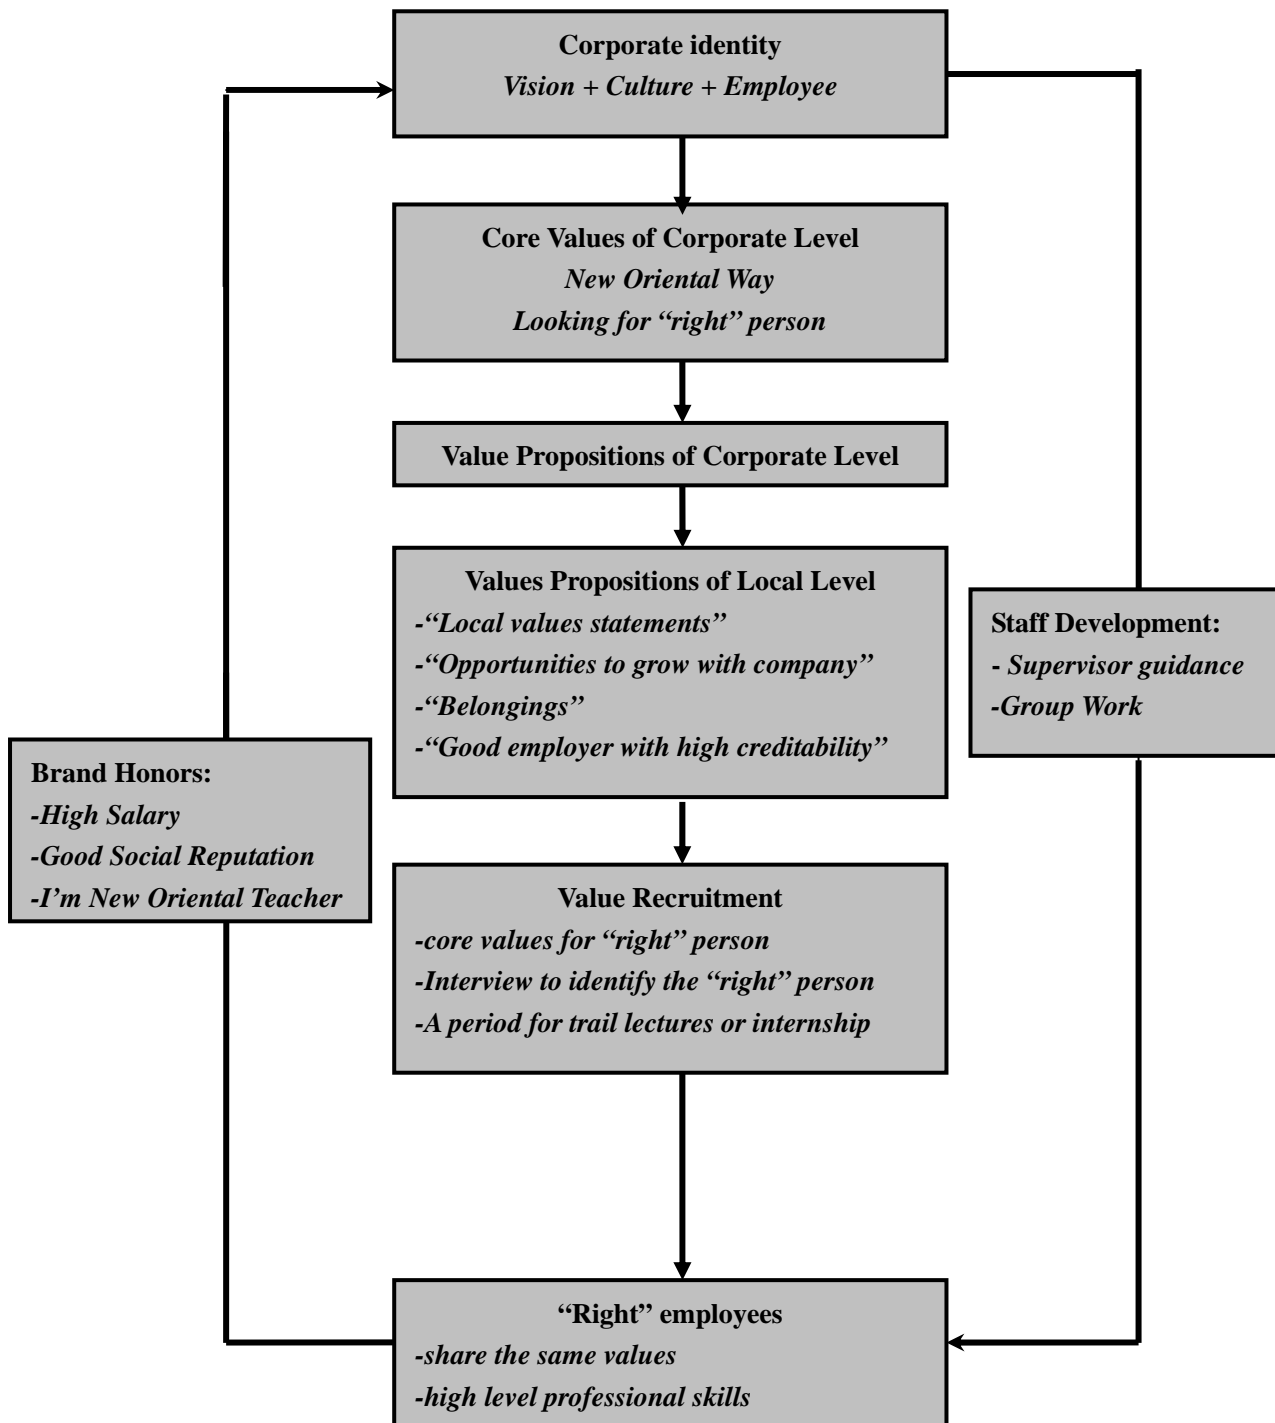 Corporate identity
Vision + Culture + Employee
Core Values of Corporate Level
New Oriental Way
Looking for “right” person
Value Propositions of Corporate Level
Values Propositions of Local Level
-“Local values statements”
-“Opportunities to grow with company”
-“Belongings”
-“Good employer with high creditability”
Staff Development:
- Supervisor guidance
-Group Work
Brand Honors:
-High Salary
-Good Social Reputation
-I’m New Oriental Teacher
Value Recruitment
-core values for “right” person
-Interview to identify the “right” person
-A period for trail lectures or internship
“Right” employees
-share the same values
-high level professional skills